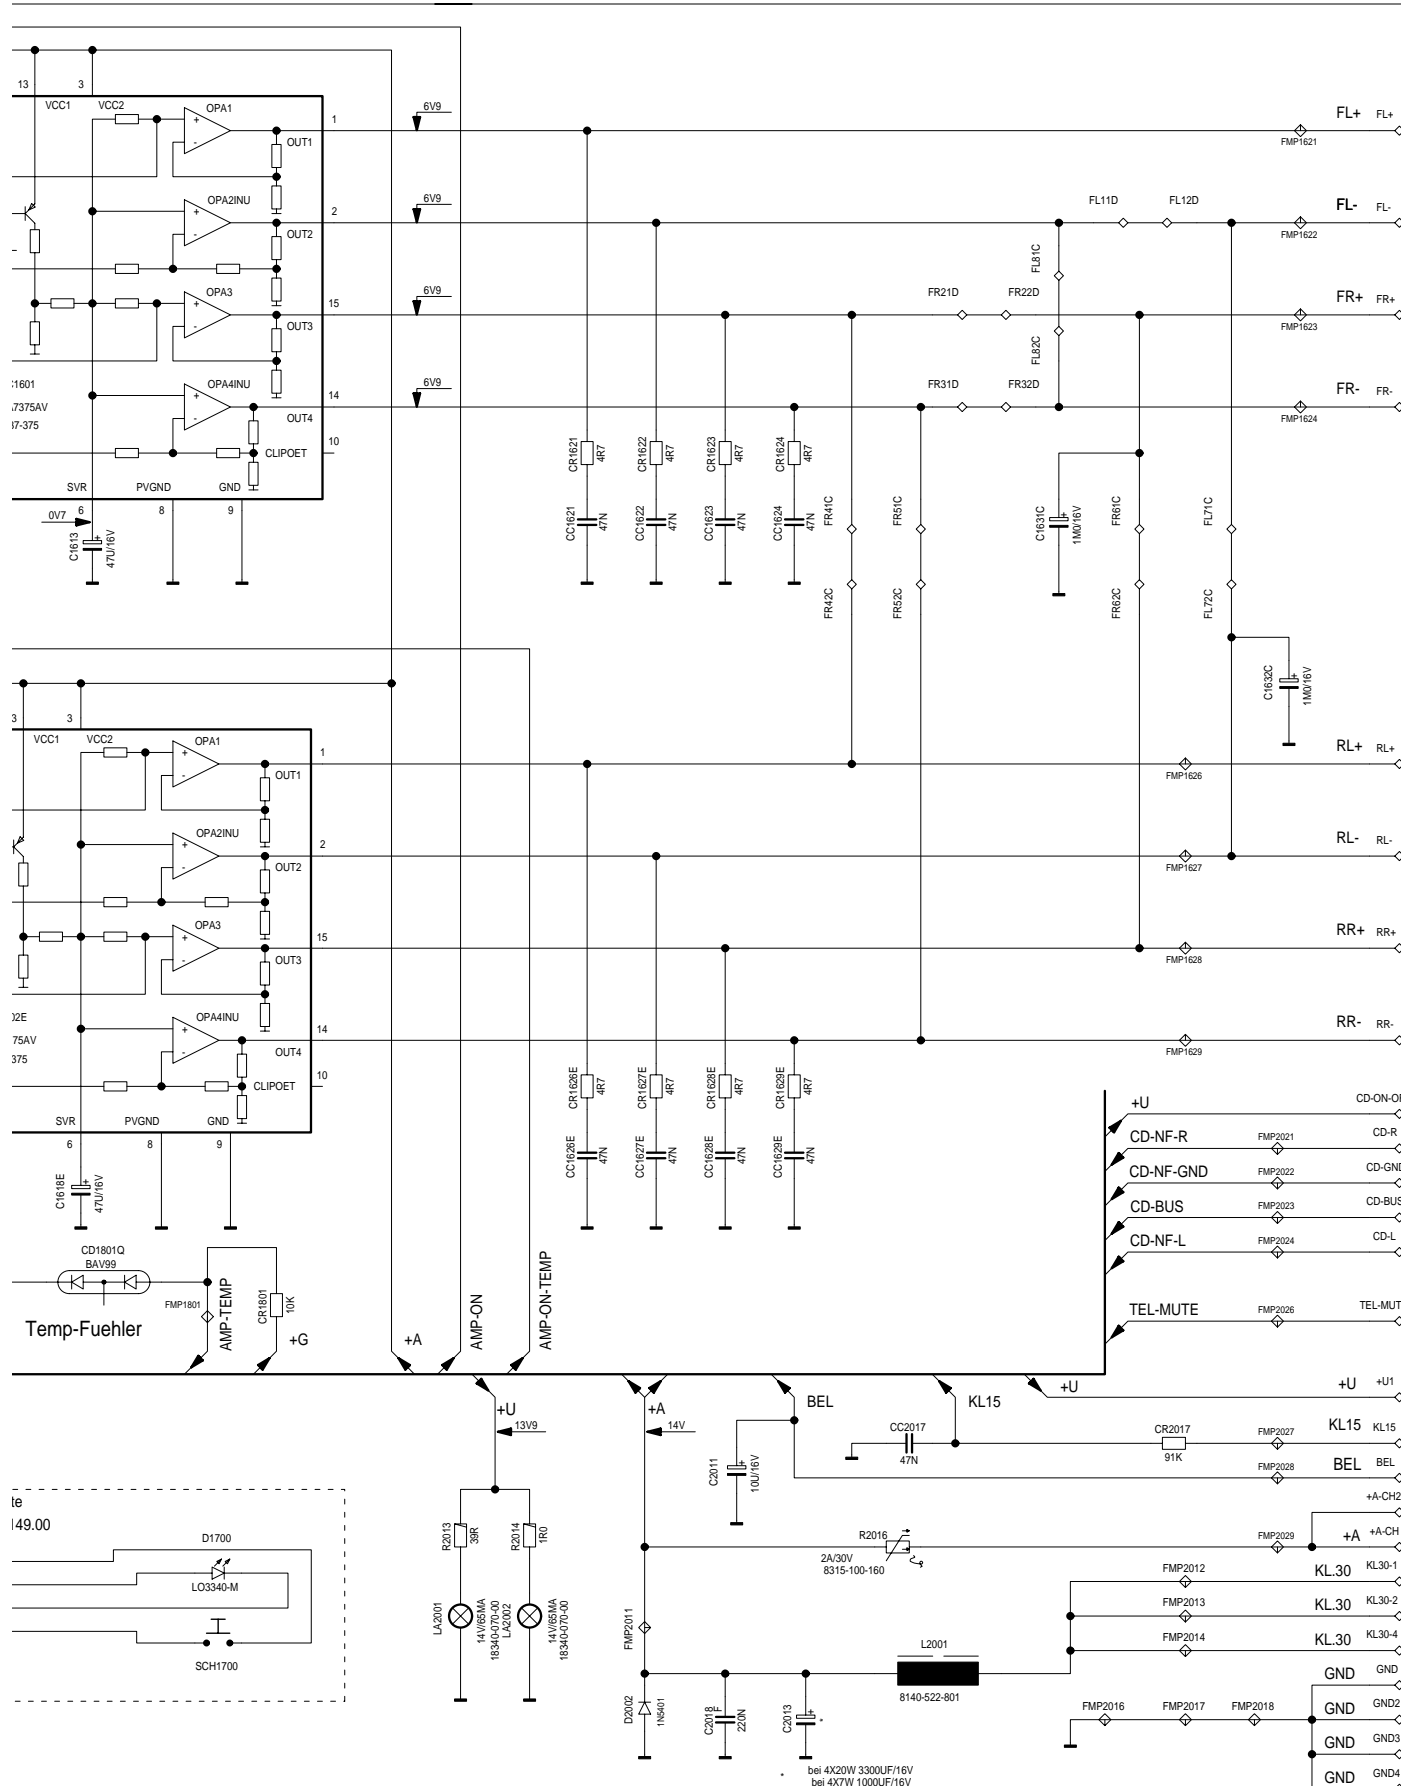 13 3
VCC1 VCC2 OPA1 1 6V9 FL+ FL+
OUT1 FMP1621
OPA2INU 2 6V9 FL11D FL12D FL- FL-
OUT2 FMP1622
FL81C
OPA3 15 6V9 FR21D FR22D FR+ FR+
OUT3 FMP1623
FL82C
OPA4INU 14 6V9 FR31D FR32D FR- FR-
OUT4 FMP1624
C1601
A7375AV
37-375
10
CLIPOET
SVR PVGND GND
6 8 9
0V7
C1613
47U/16V
CR1621 4R7
CR1622 4R7
CR1623 4R7
CR1624 4R7
CC1621 47N
CC1622 47N
CC1623 47N
CC1624 47N
FR41C
FR42C
FR51C
FR52C
C1631C 1M0/16V
FR61C
FR62C
FL71C
FL72C
C1632C 1M0/16V
3 3
VCC1 VCC2 OPA1 1 RL+ RL+
OUT1 FMP1626
OPA2INU 2 RL- RL-
OUT2 FMP1627
OPA3 15 RR+ RR+
OUT3 FMP1628
02E
75AV
375
OPA4INU 14 RR- RR-
OUT4 FMP1629
10
CLIPOET
SVR PVGND GND
6 8 9
C1618E
47U/16V
CR1626E 4R7
CR1627E 4R7
CR1628E 4R7
CR1629E 4R7
CC1626E 47N
CC1627E 47N
CC1628E 47N
CC1629E 47N
+U CD-ON-OF
CD-NF-R FMP2021 CD-R
CD-NF-GND FMP2022 CD-GND
CD-BUS FMP2023 CD-BUS
CD-NF-L FMP2024 CD-L
TEL-MUTE FMP2026 TEL-MUT
CD1801Q
BAV99
FMP1801
AMP-TEMP
CR1801
10K
Temp-Fuehler
+G
+A
AMP-ON
AMP-ON-TEMP
+U
13V9
+A
14V
BEL
KL15
+U
+U +U1
CC2017
47N
CR2017
91K
FMP2027 KL15 KL15
C2011
10U/16V
FMP2028 BEL BEL
+A-CH2
R2016
2A/30V
8315-100-160
FMP2029 +A +A-CH
te
149.00
D1700
LO3340-M
SCH1700
R2013
39R
R2014
1R0
LA2001
14V/65MA
18340-070-00
LA2002
14V/65MA
18340-070-00
FMP2011
FMP2012 KL.30 KL30-1
FMP2013 KL.30 KL30-2
FMP2014 KL.30 KL30-4
L2001
8140-522-801
D2002
1N5401
C2018 F
220N
C2013
*
FMP2016 FMP2017 FMP2018
GND GND
GND GND2
GND GND3
GND GND4
* bei 4X20W 3300UF/16V
bei 4X7W 1000UF/16V